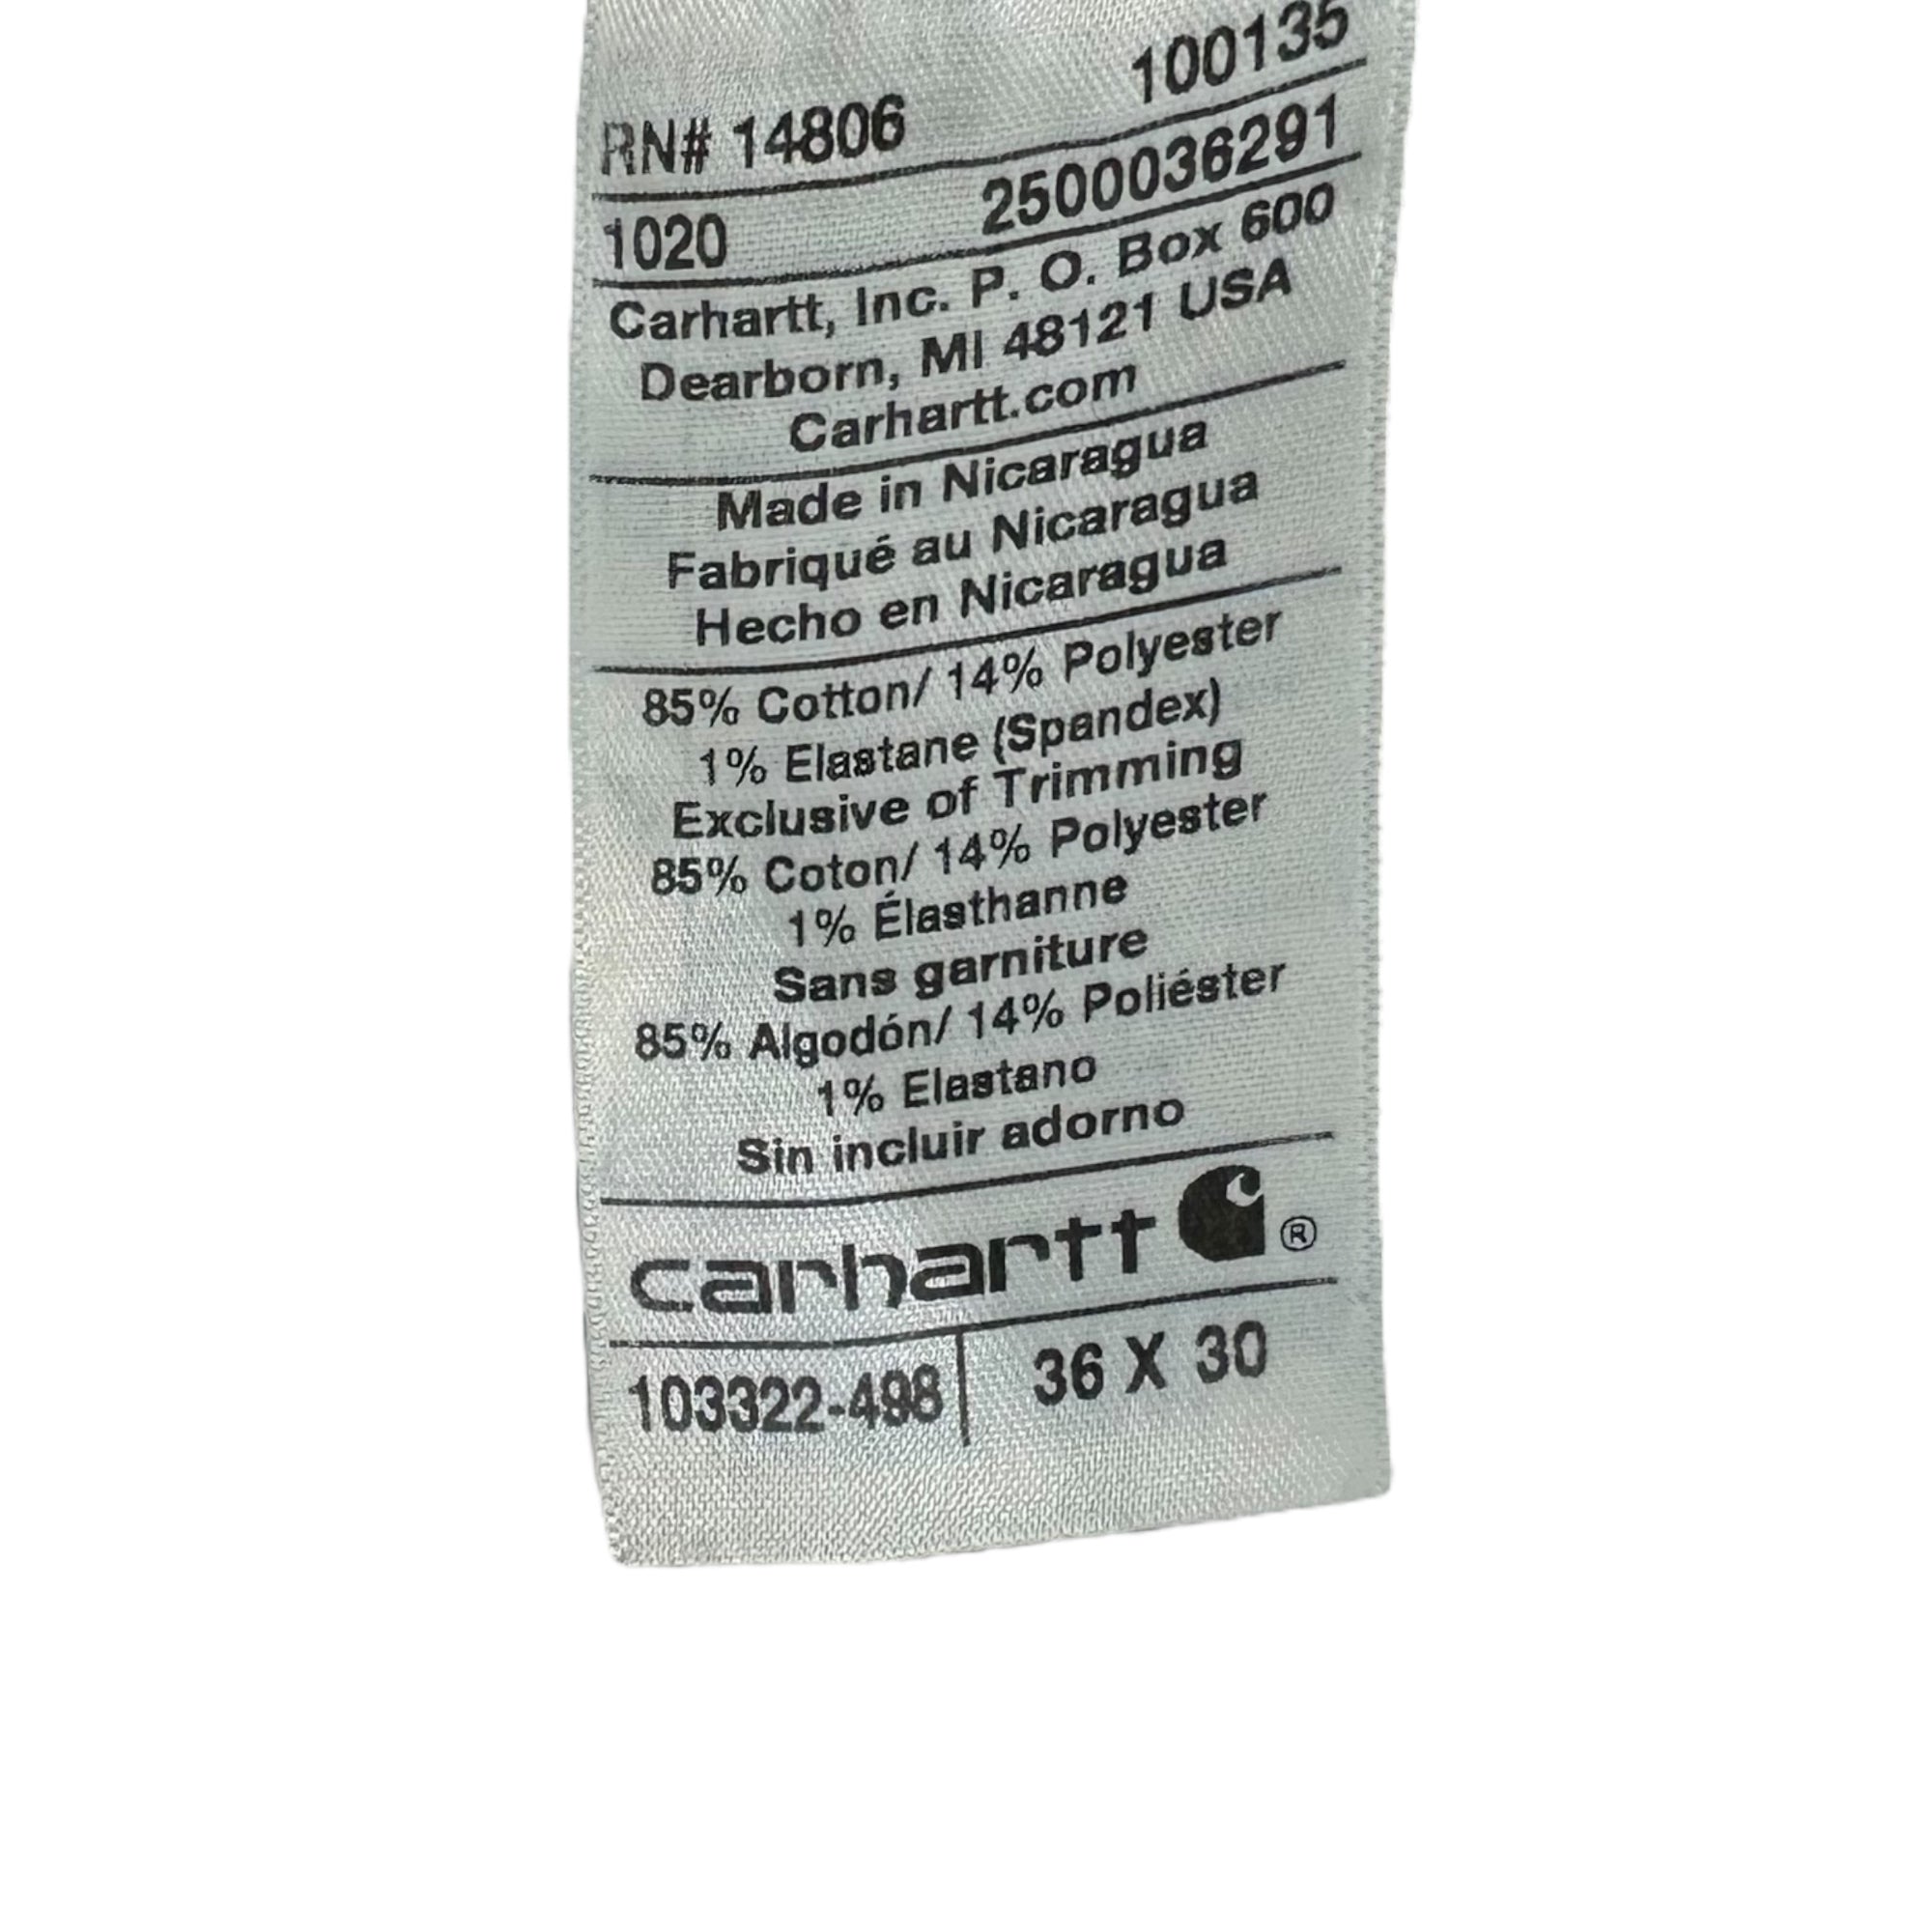 100135
RN# 14806
1020 2500036291
Carhartt, Inc. P. O. Box 600
Dearborn, MI 48121 USA
Carhartt.com
Made in Nicaragua
Fabriqué au Nicaragua
Hecho en Nicaragua
85% Cotton/ 14% Polyester
1% Elastane (Spandex)
Exclusive of Trimming
85% Coton/ 14% Polyester
1% Élasthanne
Sans garniture
85% Algodón/ 14% Poliéster
1% Elastano
Sin incluir adorno
carhartt ®
103322-498 36 X 30